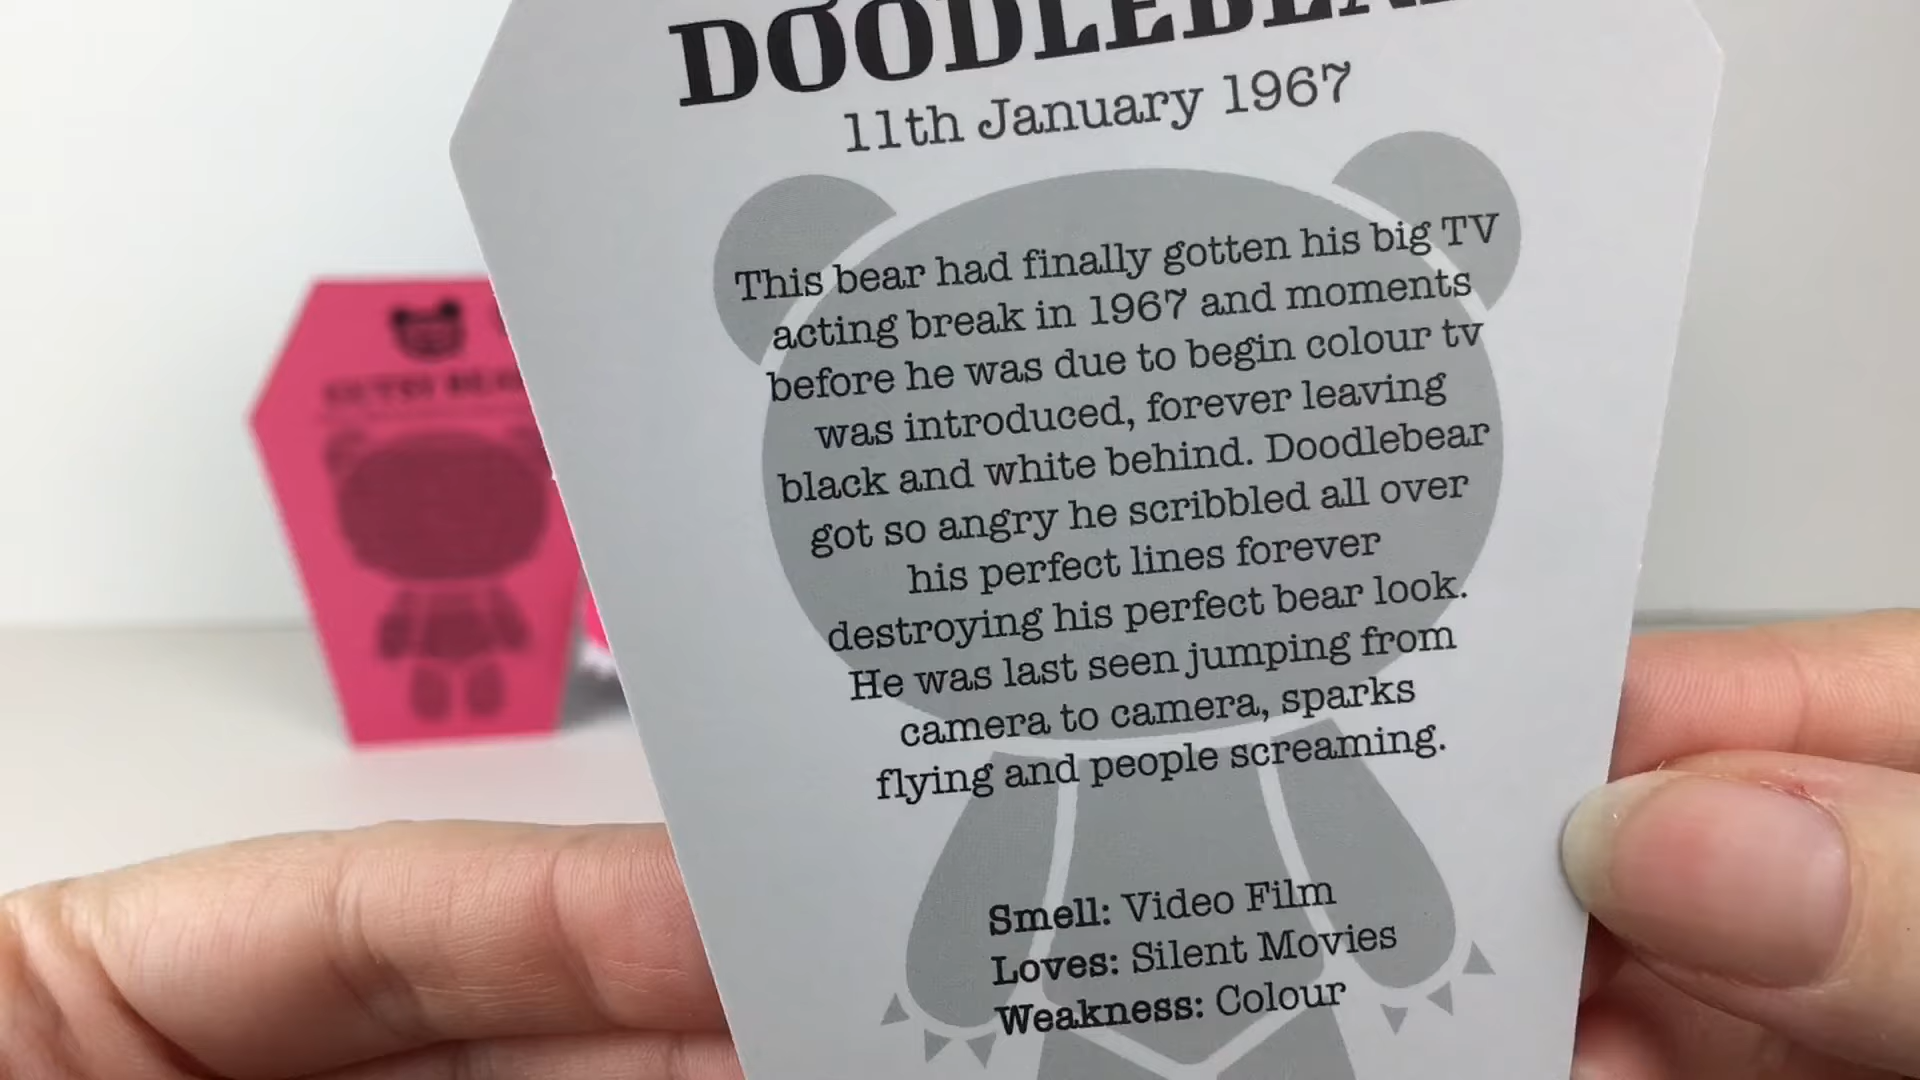 DOODLEBEAR
11th January 1967
This bear had finally gotten his big TV
acting break in 1967 and moments
before he was due to begin colour tv
was introduced, forever leaving
black and white behind. Doodlebear
got so angry he scribbled all over
his perfect lines forever
destroying his perfect bear look.
He was last seen jumping from
camera to camera, sparks
flying and people screaming.
Smell: Video Film
Loves: Silent Movies
Weakness: Colour